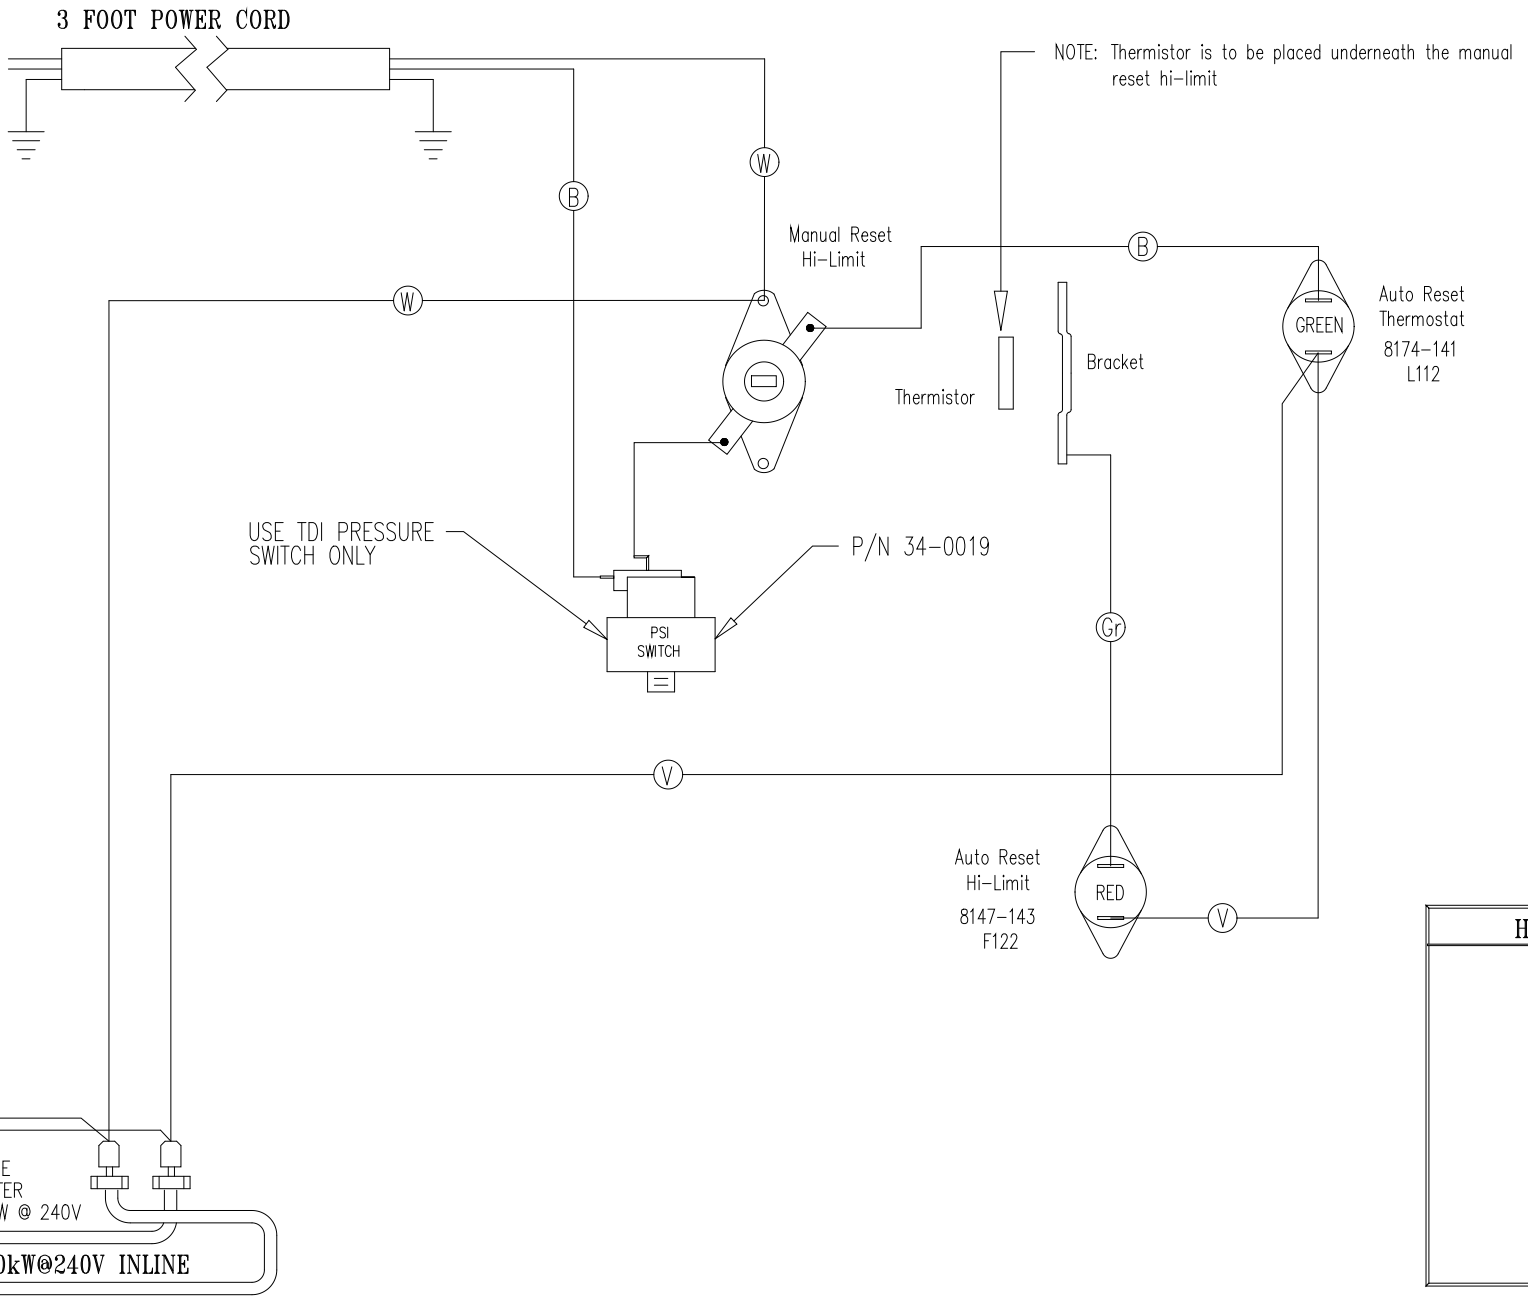 3 FOOT POWER CORD
NOTE: Thermistor is to be placed underneath the manual
reset hi-limit
W
B
Manual Reset
Hi-Limit
B
W
Auto Reset
Thermostat
8174-141
L112
GREEN
Bracket
Thermistor
USE TDI PRESSURE
SWITCH ONLY
P/N 34-0019
PSI
SWITCH
Gr
V
Auto Reset
Hi-Limit
8147-143
F122
RED
V
H
E
TER
W @ 240V
0kW@240V INLINE